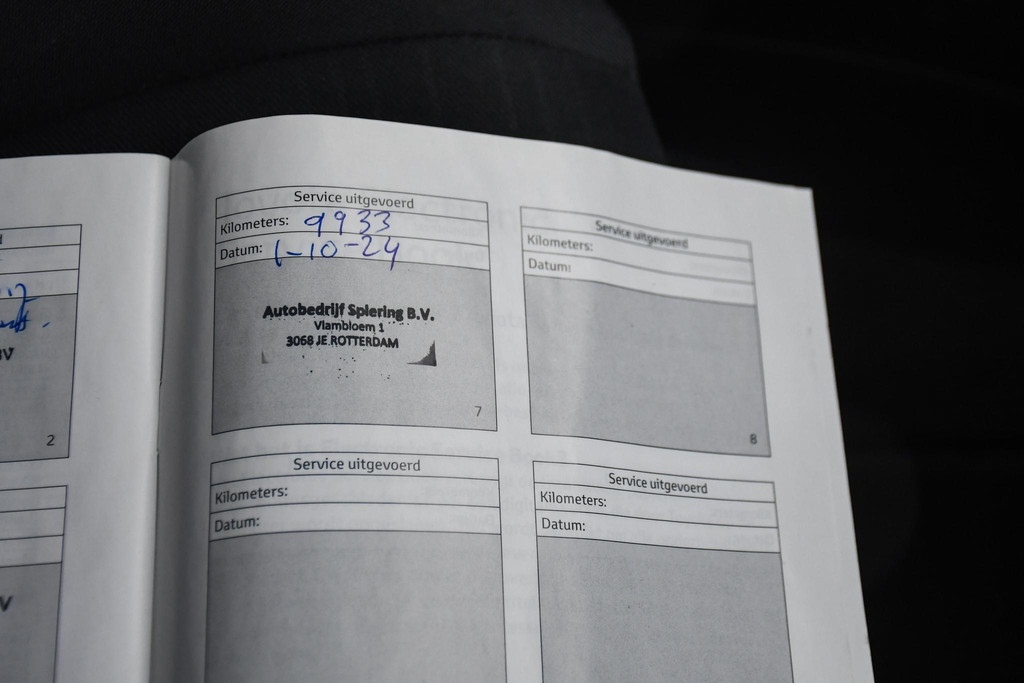 2
Service uitgevoerd
Kilometers: 9933
Datum: 1-10-24
Autobedrijf Spiering B.V.
Vlambloem 1
3068 JE ROTTERDAM
7
Service uitgevoerd
Kilometers:
Datum:
8
Service uitgevoerd
Kilometers:
Datum:
Service uitgevoerd
Kilometers:
Datum: